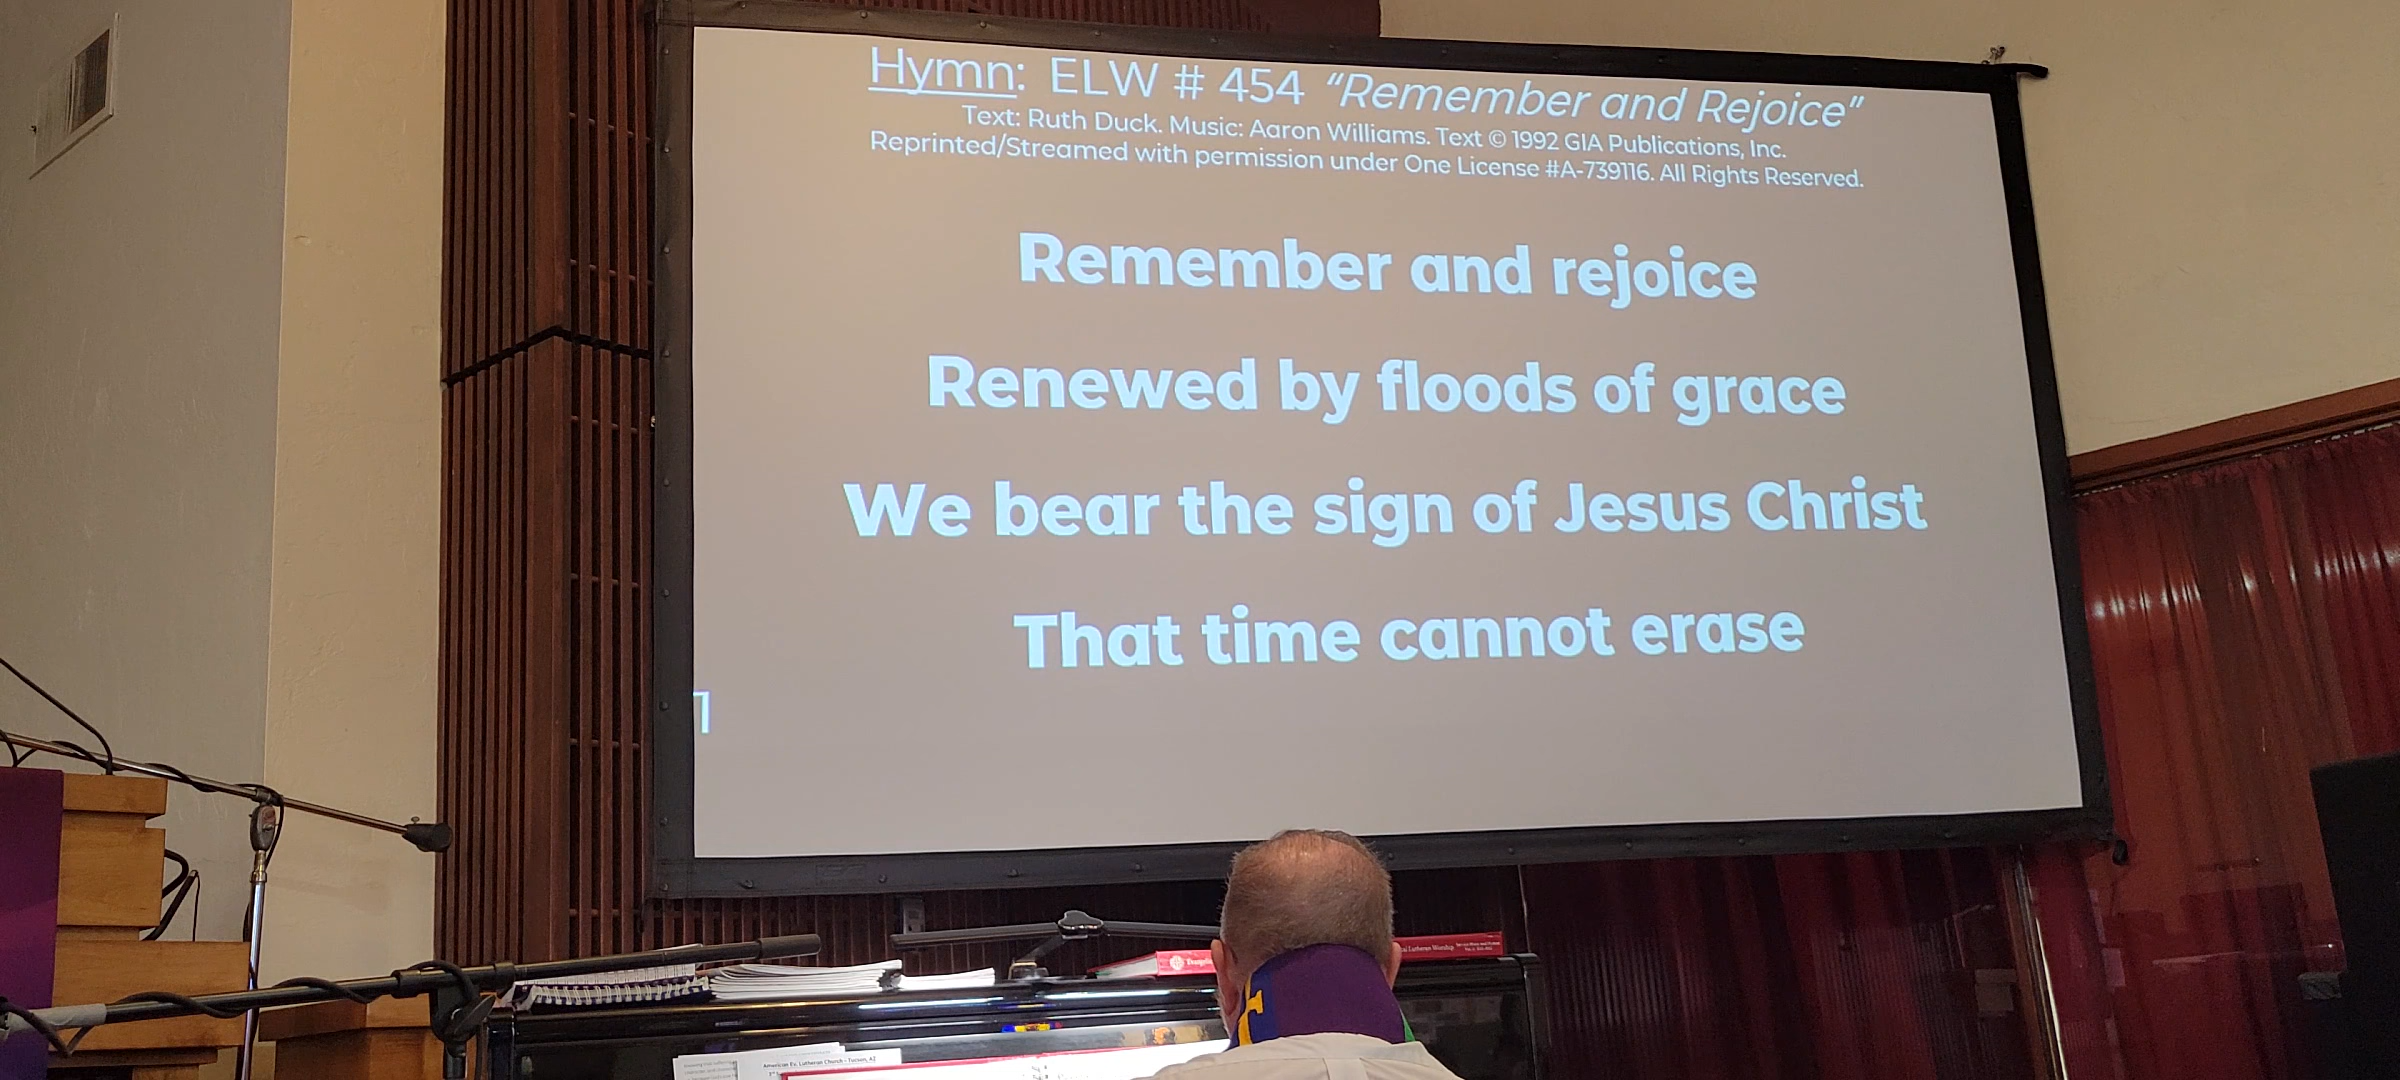 Hymn: ELW # 454 “Remember and Rejoice”
Text: Ruth Duck. Music: Aaron Williams. Text © 1992 GIA Publications, Inc.
Reprinted/Streamed with permission under One License #A-739116. All Rights Reserved.
Remember and rejoice
Renewed by floods of grace
We bear the sign of Jesus Christ
That time cannot erase
1
Lutheran Worship
American Ev. Lutheran Church - Tucson, AZ